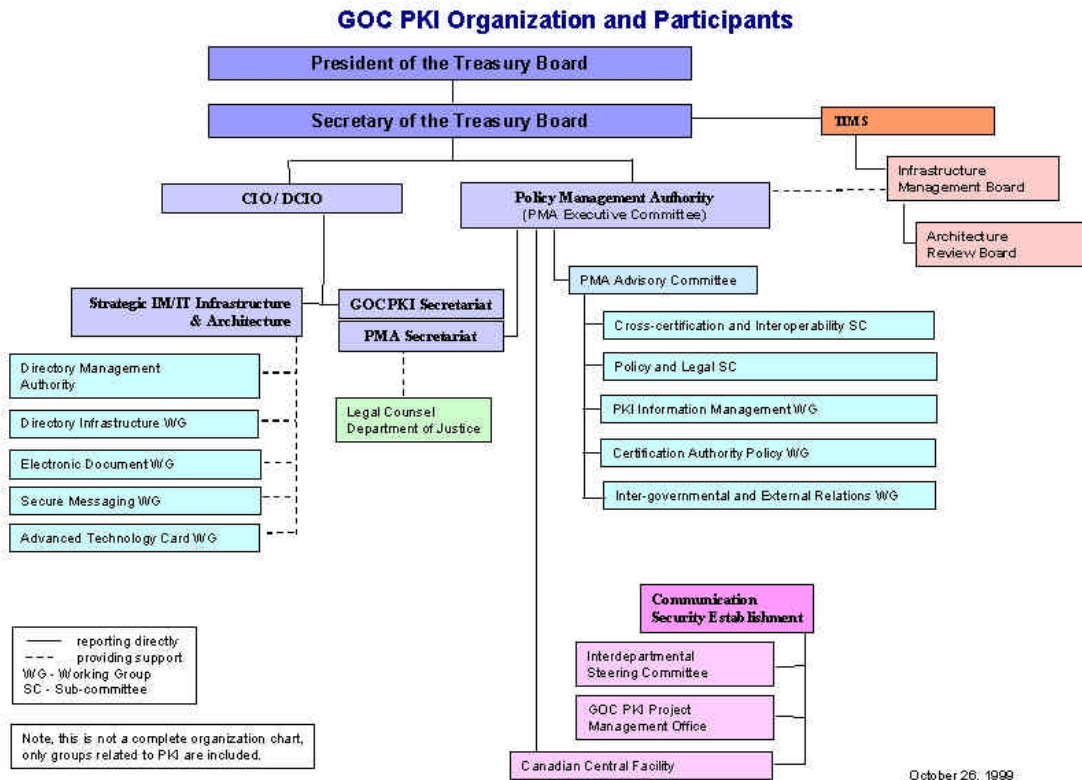 GOC PKI Organization and Participants
President of the Treasury Board
Secretary of the Treasury Board
TIMS
Infrastructure
Management Board
CIO / DCIO
Policy Management Authority
(PMA Executive Committee)
Architecture
Review Board
PMA Advisory Committee
Strategic IM/IT Infrastructure
& Architecture
GOC PKI Secretariat
PMA Secretariat
Cross-certification and Interoperability SC
Directory Management
Authority
Policy and Legal SC
Legal Counsel
Department of Justice
PKI Information Management WG
Directory Infrastructure WG
Certification Authority Policy WG
Electronic Document WG
Inter-governmental and External Relations WG
Secure Messaging WG
Advanced Technology Card WG
Communication
Security Establishment
reporting directly
providing support
WG - Working Group
SC - Sub-committee
Interdepartmental
Steering Committee
GOC PKI Project
Management Office
Note, this is not a complete organization chart,
only groups related to PKI are included.
Canadian Central Facility
October 26, 1999